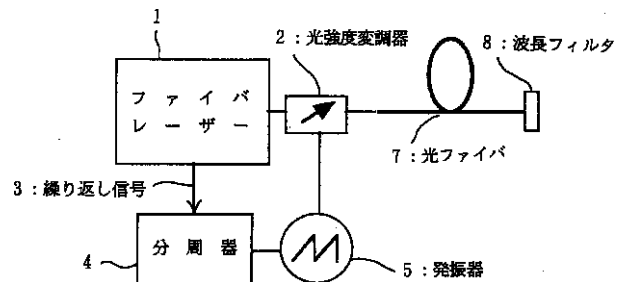 1
2：光強度変調器
8：波長フィルタ
ファイバ
レーザー
7：光ファイバ
3：繰り返し信号
4
分周器
5：発振器